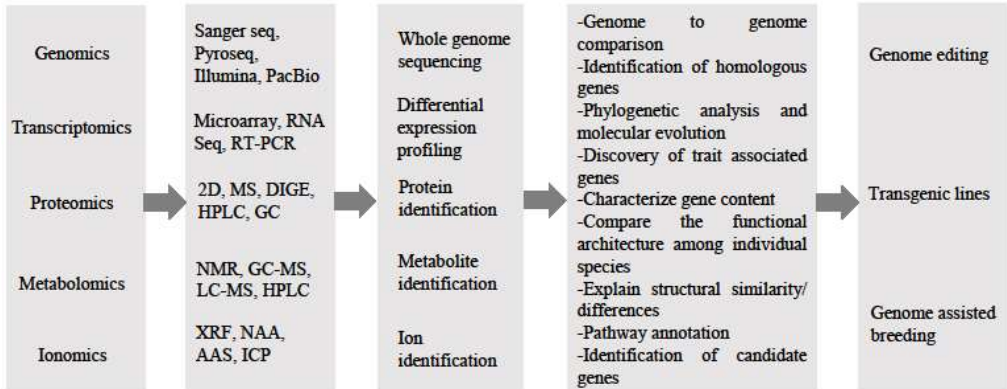 Genomics
Transcriptomics
Proteomics
Metabolomics
Ionomics
Sanger seq,
Pyroseq,
Illumina, PacBio
Microarray, RNA
Seq, RT-PCR
2D, MS, DIGE,
HPLC, GC
NMR, GC-MS,
LC-MS, HPLC
XRF, NAA,
AAS, ICP
Whole genome
sequencing
Differential
expression
profiling
Protein
identification
Metabolite
identification
Ion
identification
-Genome to genome
comparison
-Identification of homologous
genes
-Phylogenetic analysis and
molecular evolution
-Discovery of trait associated
genes
-Characterize gene content
-Compare the functional
architecture among individual
species
-Explain structural similarity/
differences
-Pathway annotation
-Identification of candidate
genes
Genome editing
Transgenic lines
Genome assisted
breeding